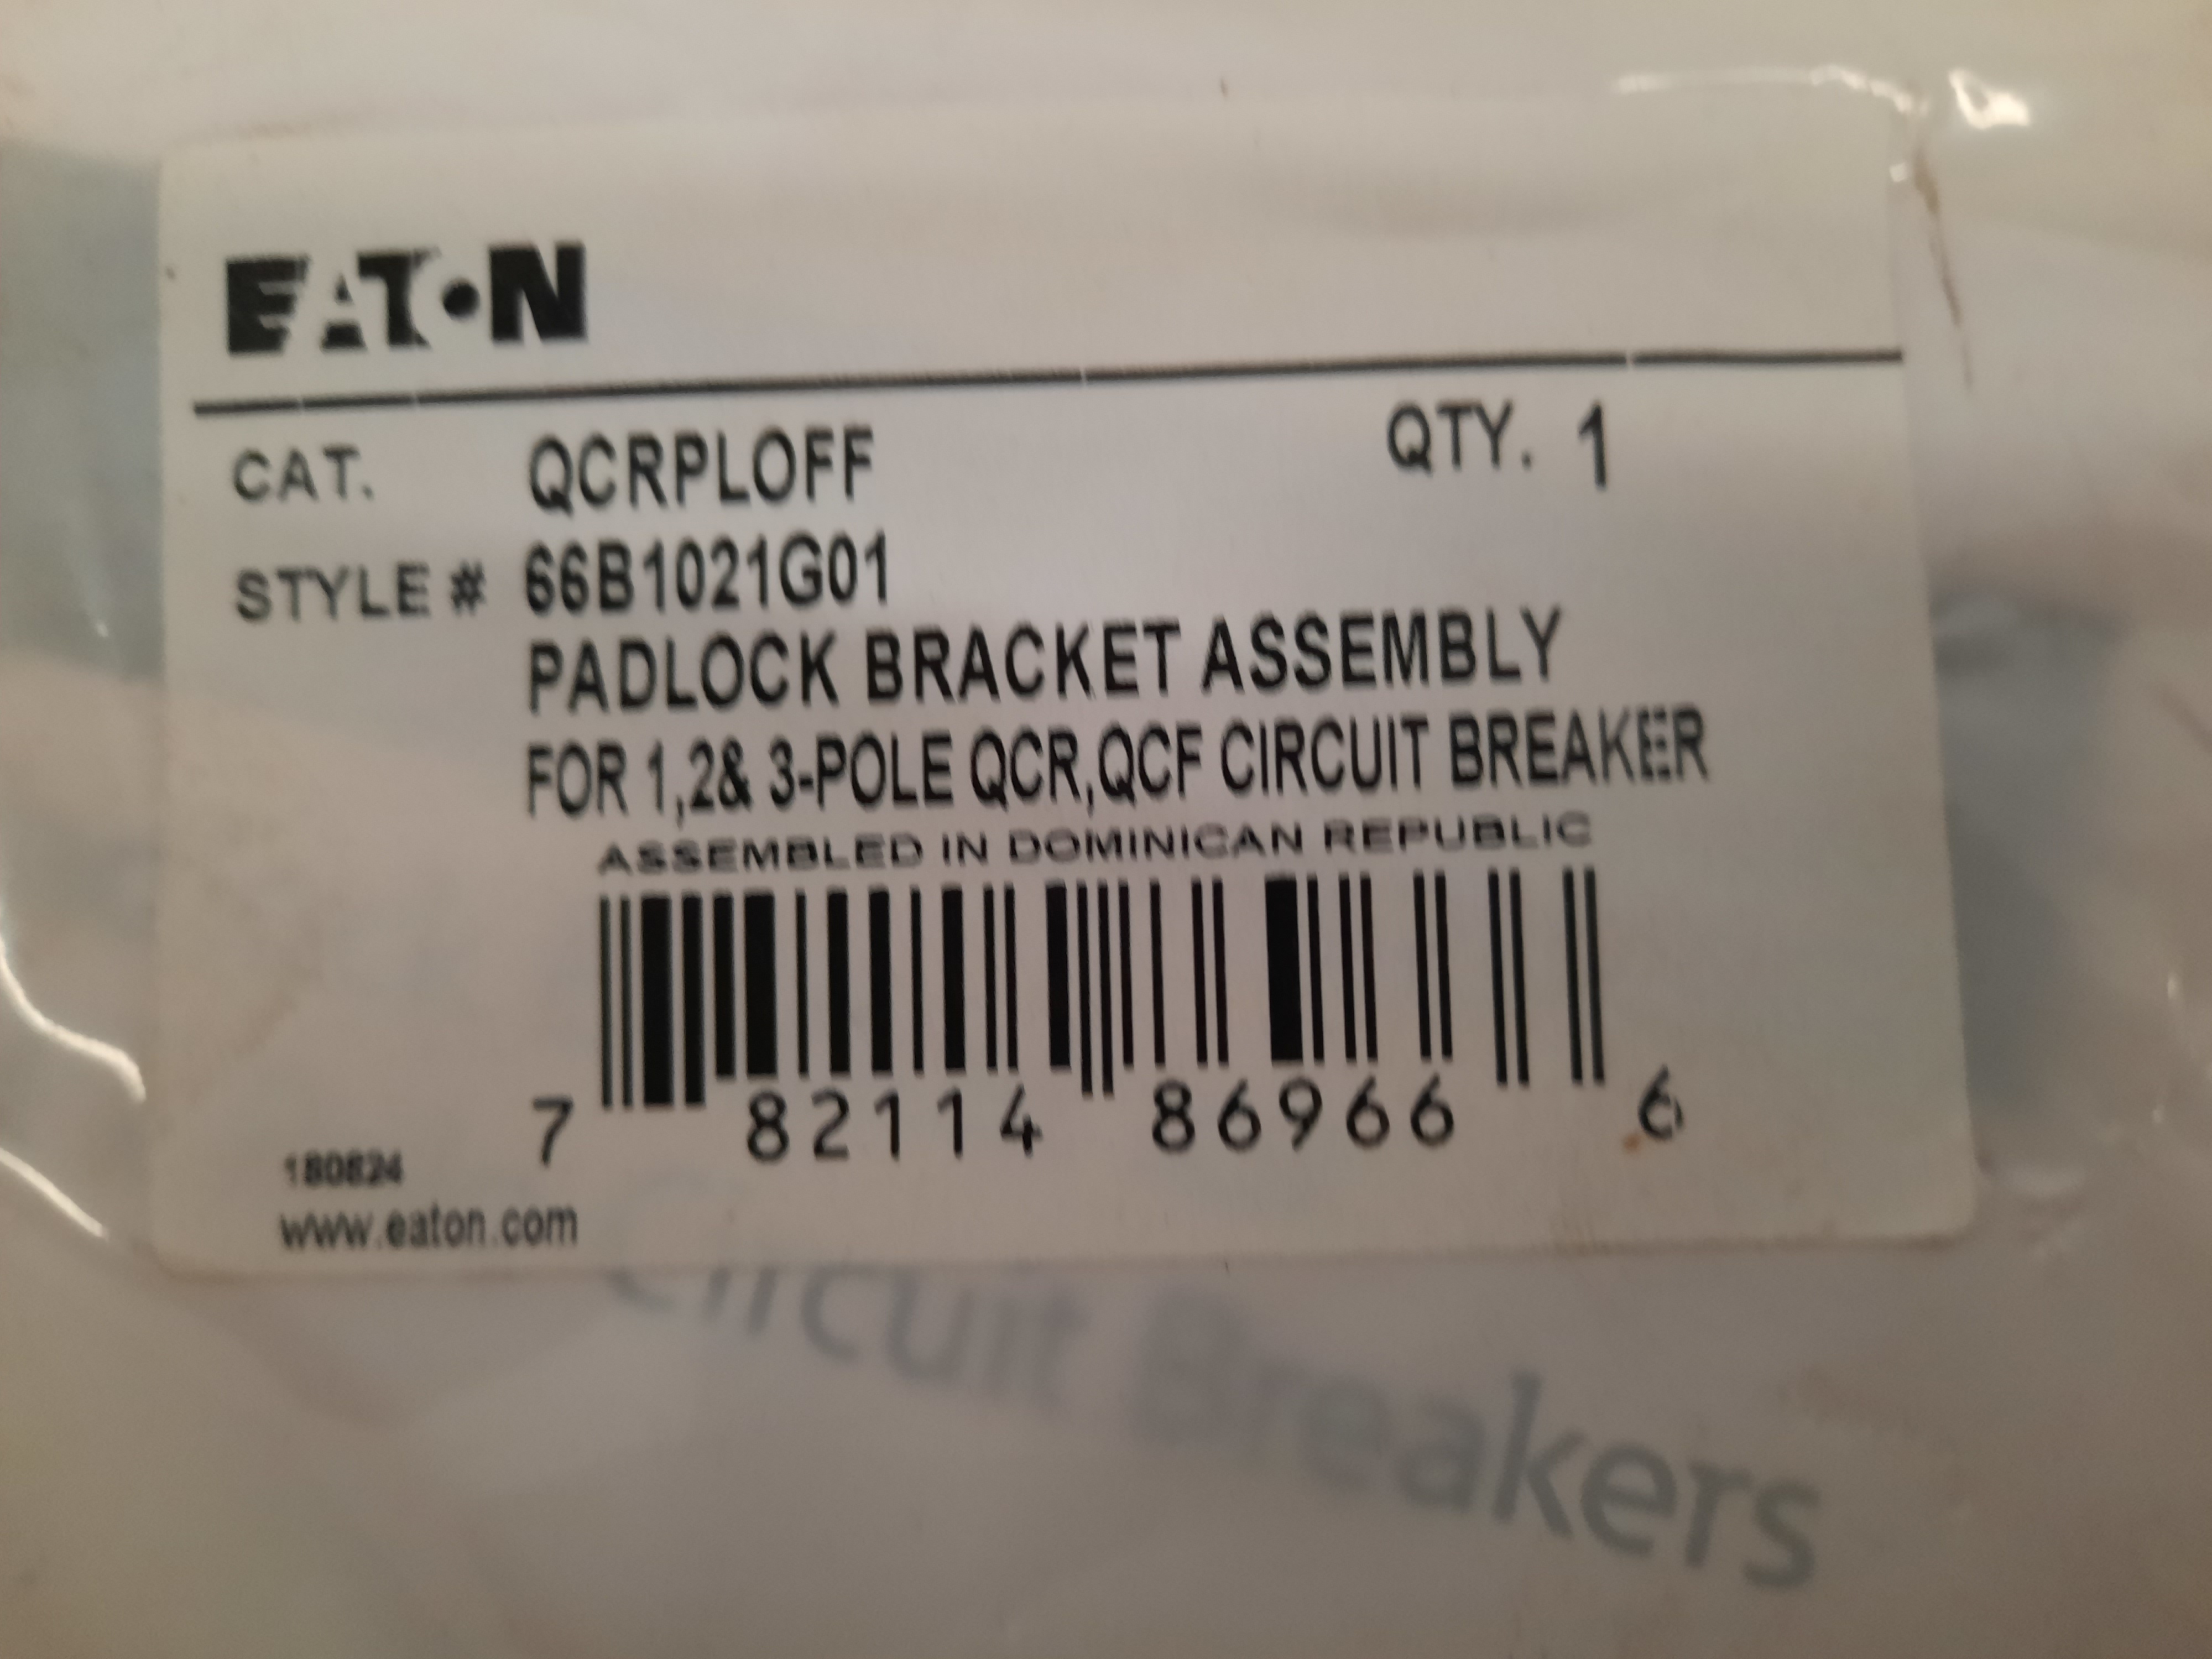 EATON
CAT. QCRPLOFF QTY. 1
STYLE # 66B1021G01
PADLOCK BRACKET ASSEMBLY
FOR 1,2& 3-POLE QCR,QCF CIRCUIT BREAKER
ASSEMBLED IN DOMINICAN REPUBLIC
7 82114 86966 6
180824
www.eaton.com
Circuit Breakers